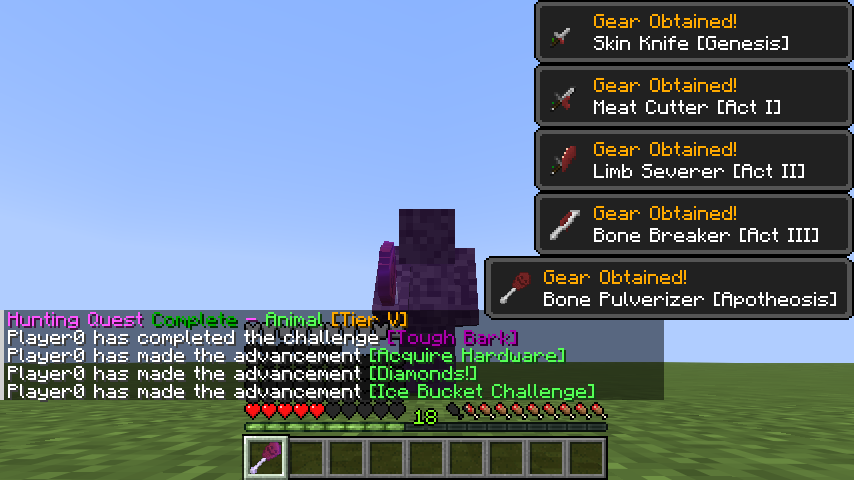 Gear Obtained!
Skin Knife [Genesis]
Gear Obtained!
Meat Cutter [Act I]
Gear Obtained!
Limb Severer [Act II]
Gear Obtained!
Bone Breaker [Act III]
Gear Obtained!
Bone Pulverizer [Apotheosis]
Hunting Quest Complete - Animal [Tier V]
Player0 has completed the challenge [Tough Bark]
Player0 has made the advancement [Acquire Hardware]
Player0 has made the advancement [Diamonds!]
Player0 has made the advancement [Ice Bucket Challenge]
18